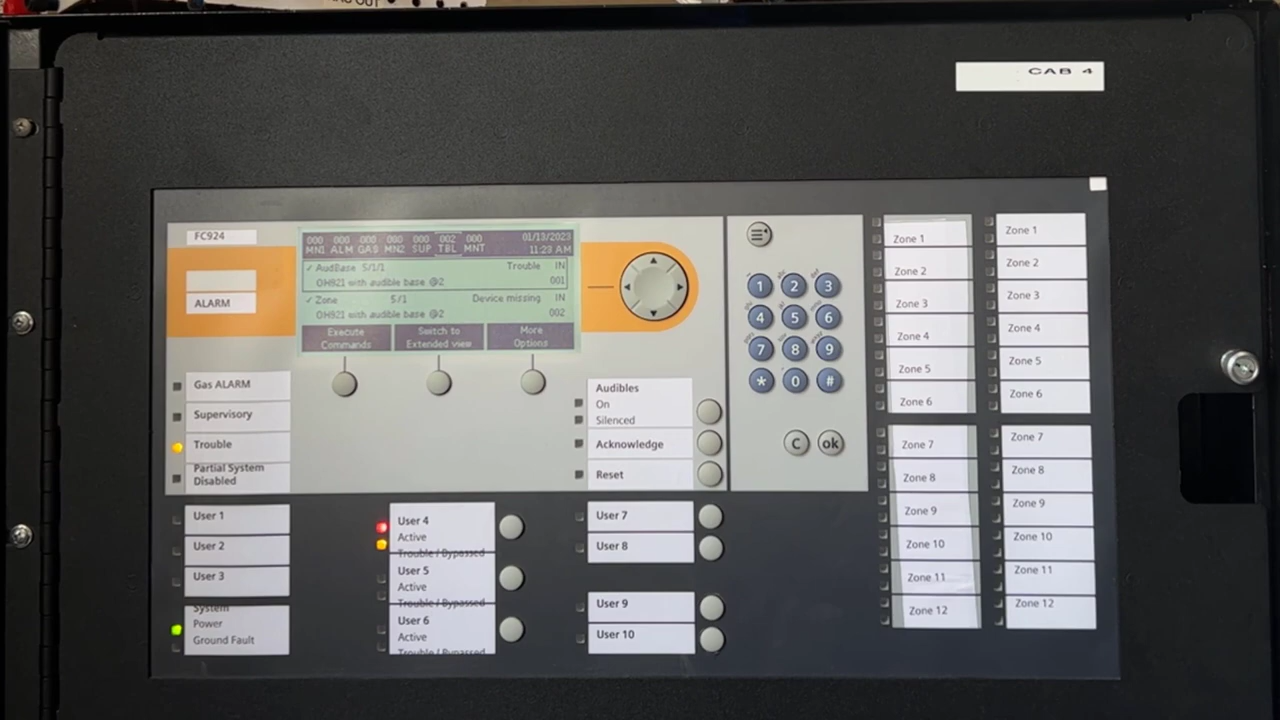 CAB 4
FC924
ALARM
000 000 000 000 000 002 000 01/13/2023
MN1 ALM GAS MN2 SUP TBL MNT 11:23 AM
✓ AudBase 5/1/1 Trouble IN
OH921 with audible base @2 001
✓ Zone 5/1 Device missing IN
OH921 with audible base @2 002
Execute Commands
Switch to Extended view
More Options
Gas ALARM
Supervisory
Trouble
Partial System
Disabled
Audibles
On
Silenced
Acknowledge
Reset
1 2 3
4 5 6
7 8 9
* 0 #
C ok
User 1
User 2
User 3
System
Power
Ground Fault
User 4
Active
Trouble / Bypassed
User 5
Active
Trouble / Bypassed
User 6
Active
Trouble / Bypassed
User 7
User 8
User 9
User 10
Zone 1
Zone 2
Zone 3
Zone 4
Zone 5
Zone 6
Zone 7
Zone 8
Zone 9
Zone 10
Zone 11
Zone 12
Zone 1
Zone 2
Zone 3
Zone 4
Zone 5
Zone 6
Zone 7
Zone 8
Zone 9
Zone 10
Zone 11
Zone 12